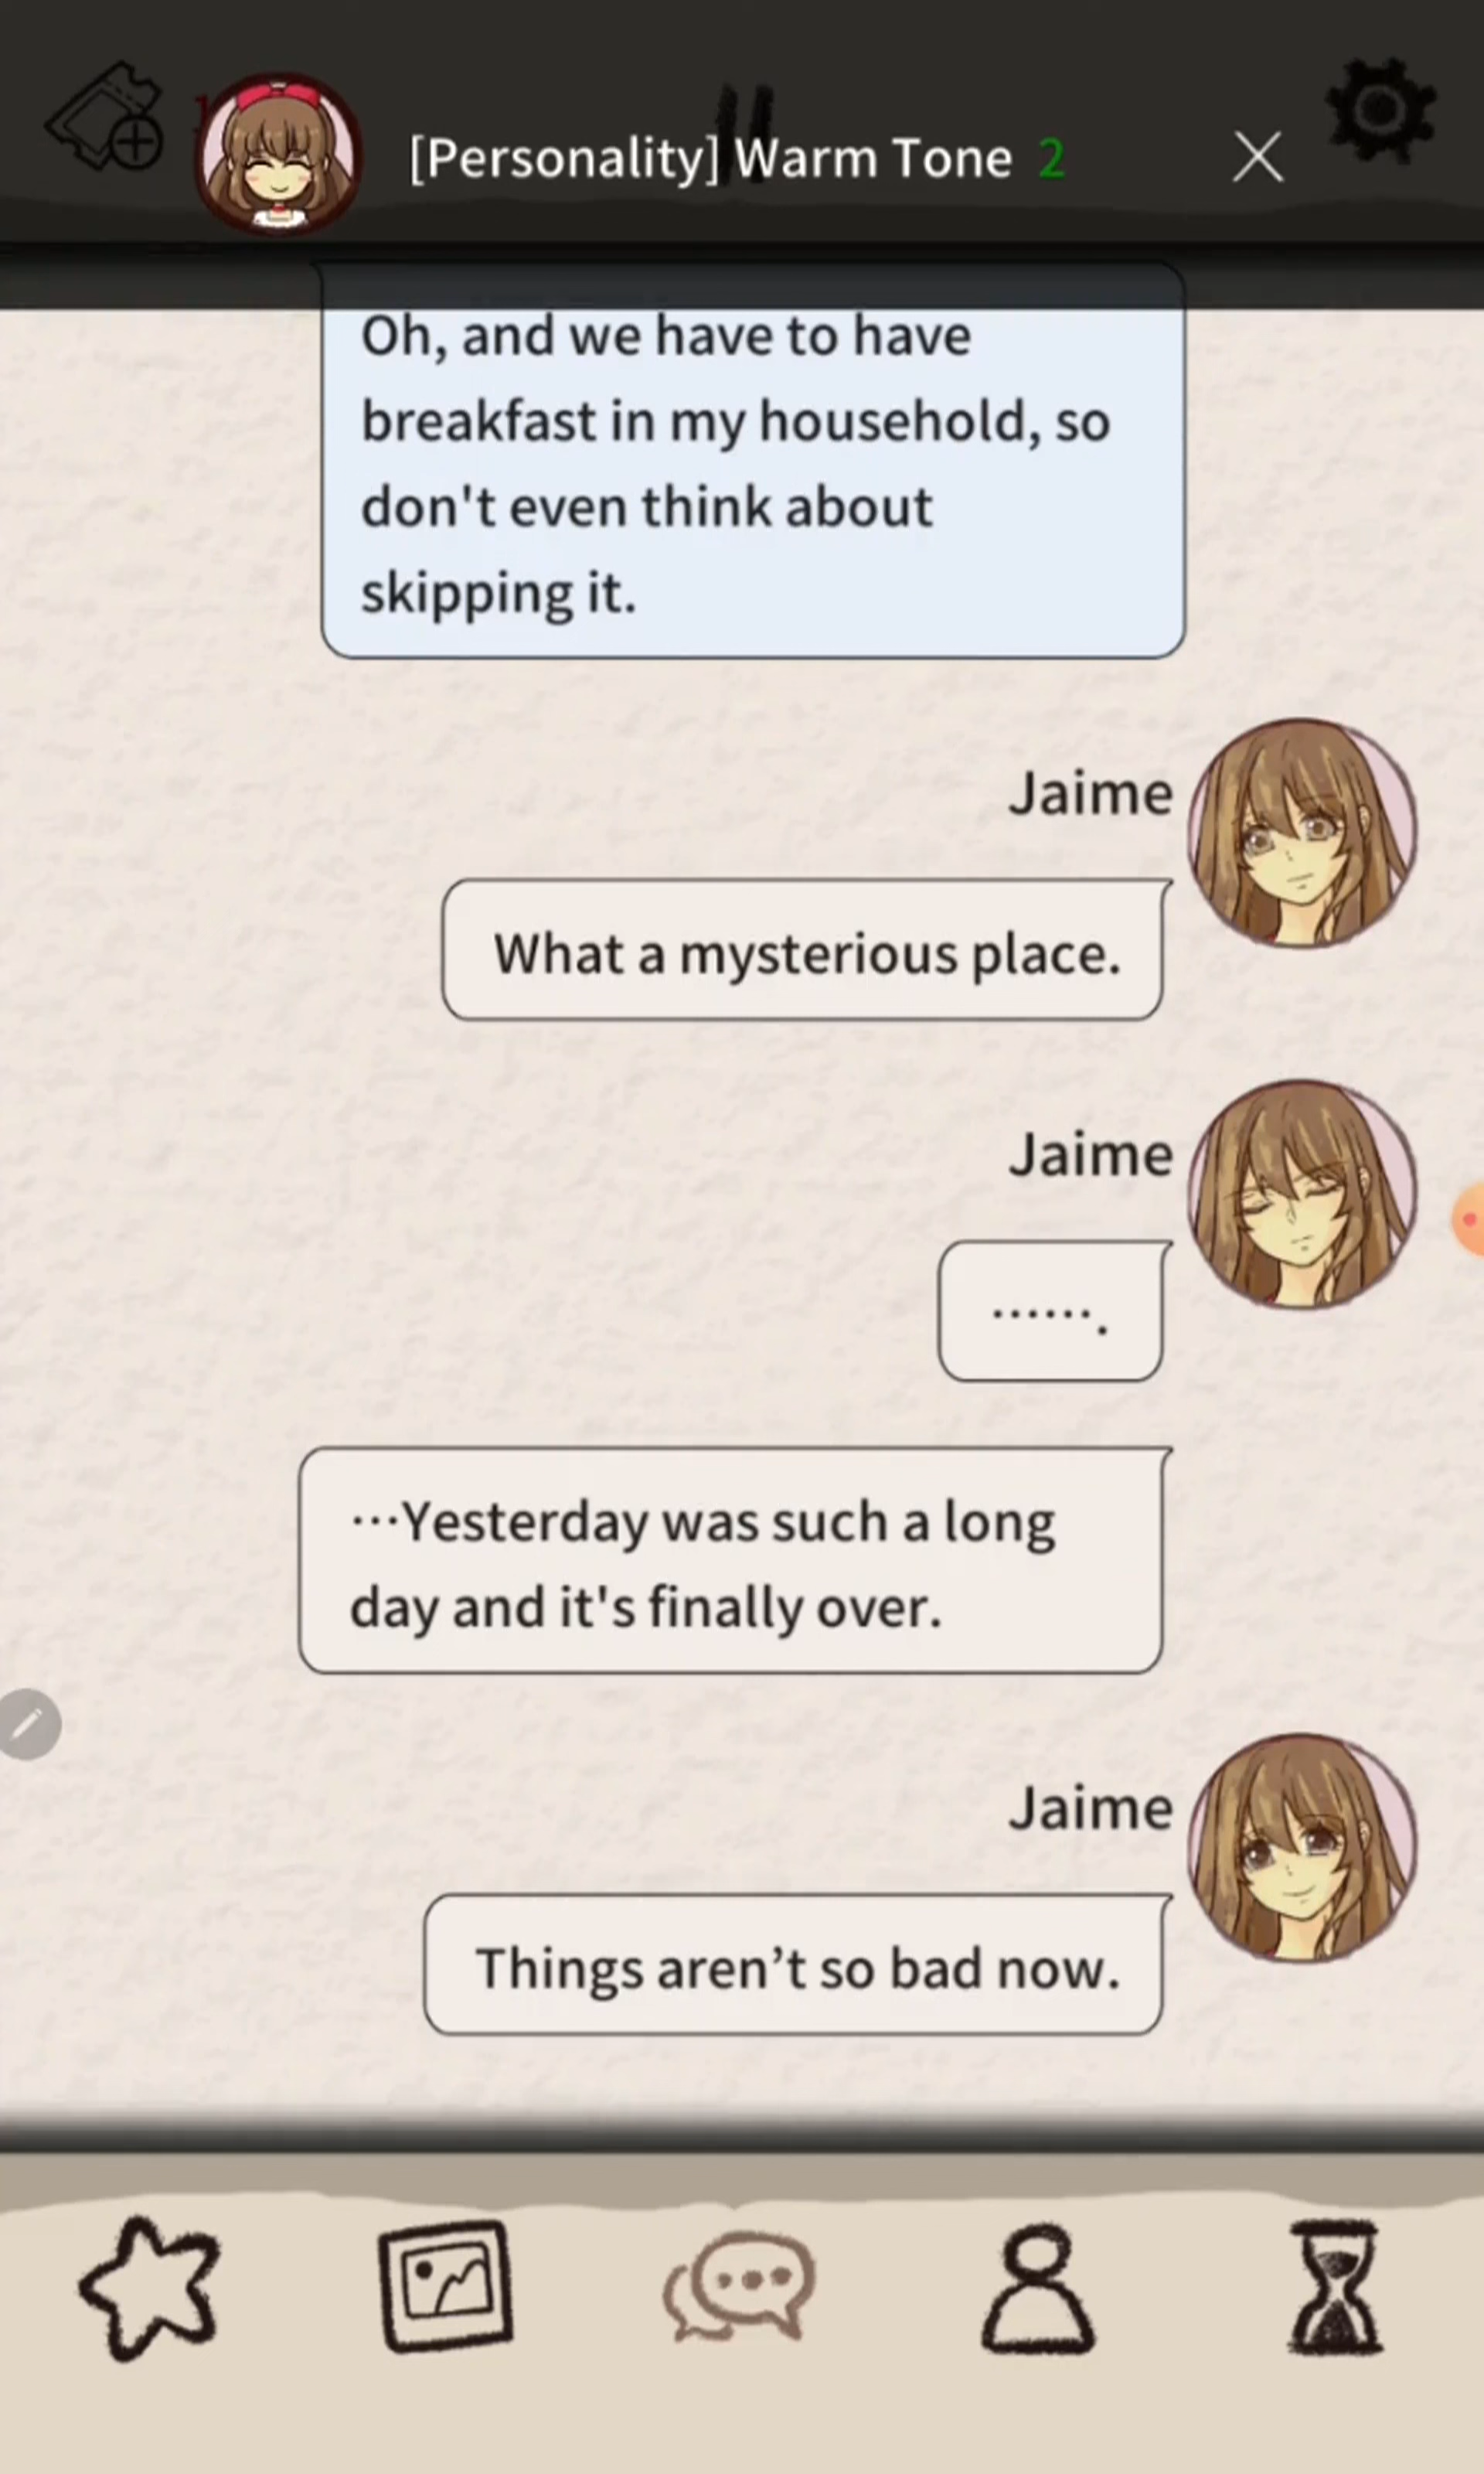 [Personality] Warm Tone 2
Oh, and we have to have
breakfast in my household, so
don't even think about
skipping it.
Jaime
What a mysterious place.
Jaime
⋯⋯.
⋯Yesterday was such a long
day and it's finally over.
Jaime
Things aren’t so bad now.